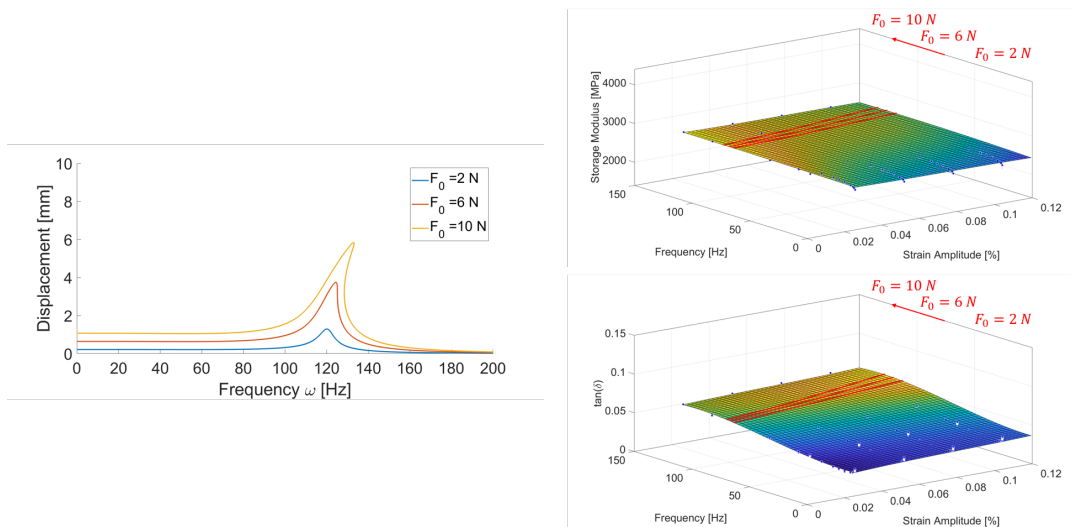 10
8
6
4
2
0
Displacement [mm]
F0 =2 N
F0 =6 N
F0 =10 N
0 20 40 60 80 100 120 140 160 180 200
Frequency ω [Hz]
F0 = 10 N
F0 = 6 N
F0 = 2 N
4000
3000
2000
Storage Modulus [MPa]
150
100
50
0
Frequency [Hz]
0
0.02
0.04
0.06
0.08
0.1
0.12
Strain Amplitude [%]
F0 = 10 N
F0 = 6 N
F0 = 2 N
0.15
0.1
0.05
0
tan(δ)
150
100
50
0
Frequency [Hz]
0
0.02
0.04
0.06
0.08
0.1
0.12
Strain Amplitude [%]